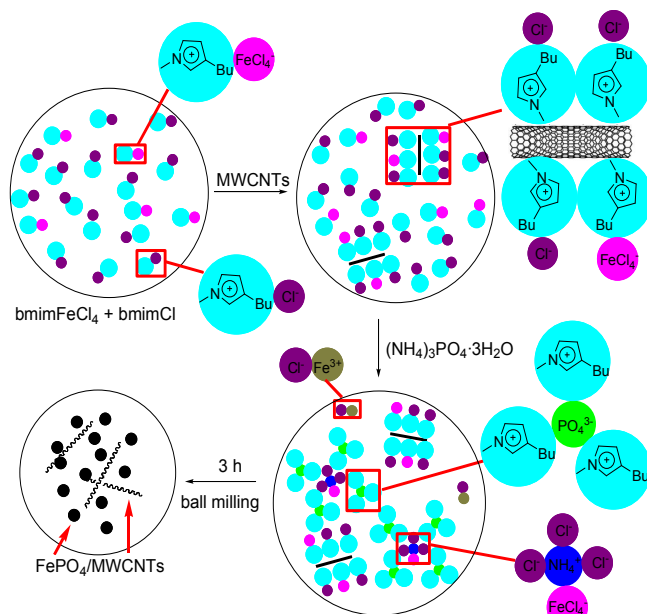 Bu
FeCl₄⁻
N
+
Cl⁻
Cl⁻
Bu
Bu
N
+
N
+
MWCNTs
N
+
N
+
Bu
Bu
Cl⁻
FeCl₄⁻
N
+
Bu
Cl⁻
bmimFeCl₄ + bmimCl
(NH₄)₃PO₄·3H₂O
Cl⁻
Fe³⁺
N
+
Bu
PO₄³⁻
N
+
Bu
N
+
Bu
3 h
ball milling
FePO₄/MWCNTs
Cl⁻
Cl⁻
NH₄⁺
Cl⁻
FeCl₄⁻